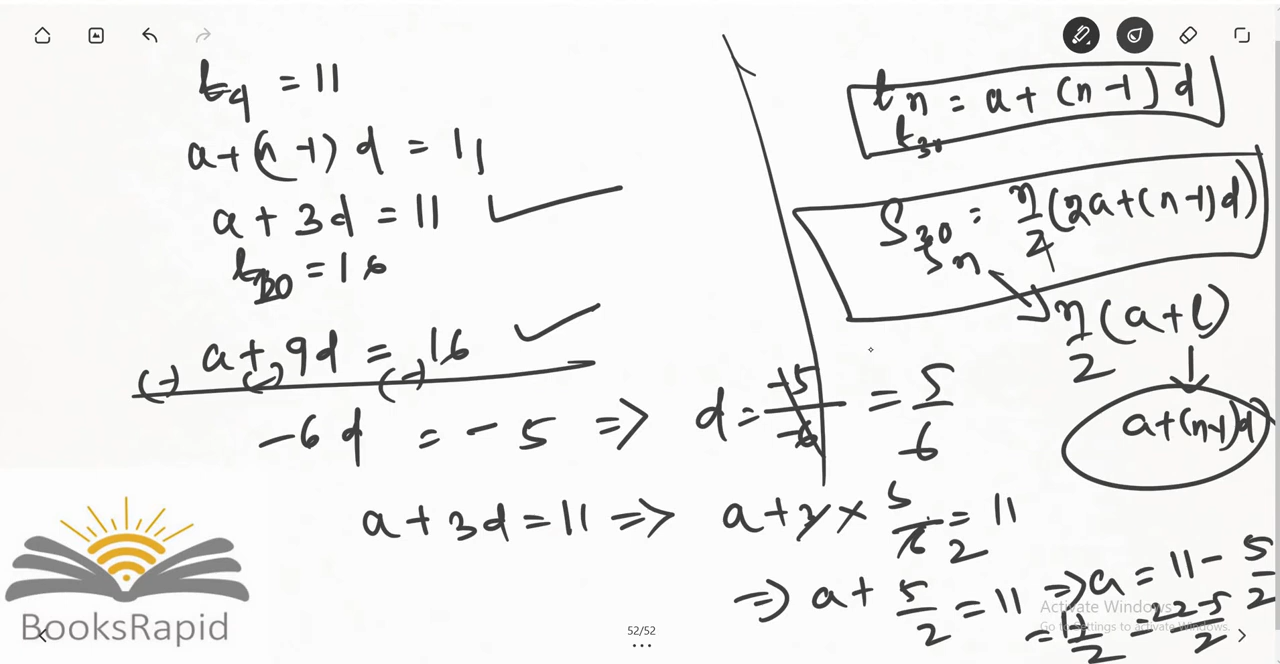 t4 = 11
a+(n-1) d = 11
a + 3d = 11
= 16
a + 9d = 16
(-) (-) (-)
-6d = -5 => d = -5/-6 = 5/6
a + 3d = 11 => a + 3 × 5/6 = 11
2
=> a + 5/2 = 11 => a = 11 - 5/2
= 17/2 = 22-5/2
tn = a + (n-1) d
t30
S30 = n/2 (2a+(n-1)d)
Sn
n/2 (a+l)
a+(n-1)d
BooksRapid
Activate Windows
Go to Settings to activate Windows.
52/52